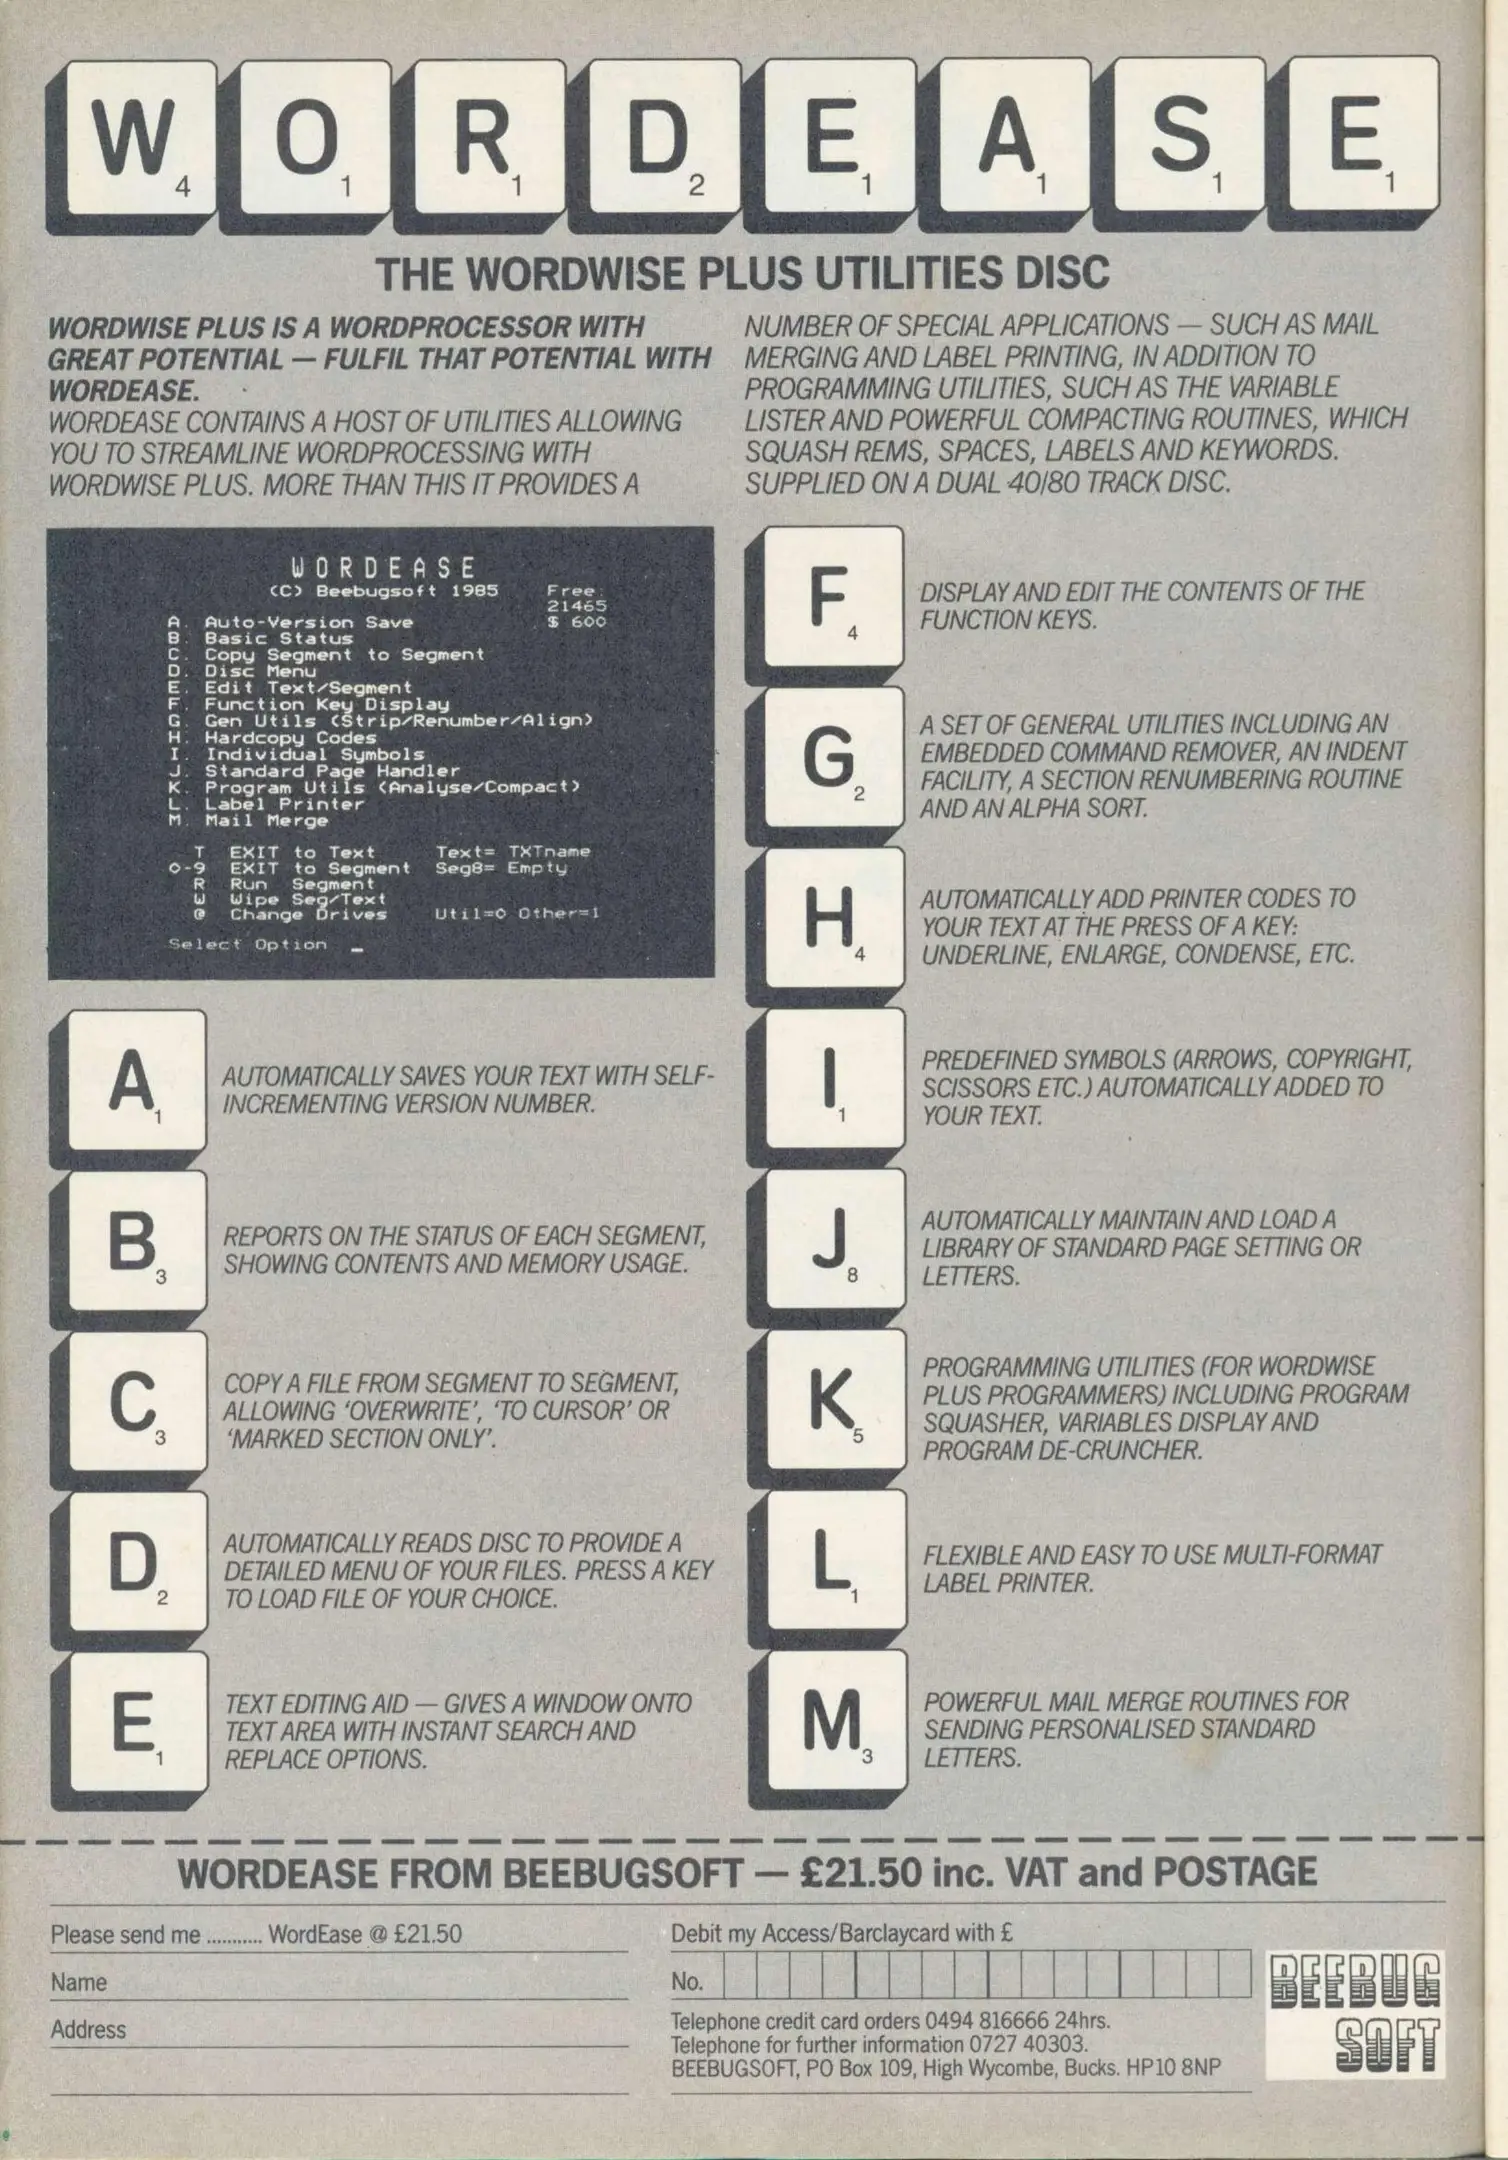 W4 O1 R1 D2 E1 A1 S1 E1
THE WORDWISE PLUS UTILITIES DISC
WORDWISE PLUS IS A WORDPROCESSOR WITH
GREAT POTENTIAL — FULFIL THAT POTENTIAL WITH
WORDEASE.
WORDEASE CONTAINS A HOST OF UTILITIES ALLOWING
YOU TO STREAMLINE WORDPROCESSING WITH
WORDWISE PLUS. MORE THAN THIS IT PROVIDES A
NUMBER OF SPECIAL APPLICATIONS — SUCH AS MAIL
MERGING AND LABEL PRINTING, IN ADDITION TO
PROGRAMMING UTILITIES, SUCH AS THE VARIABLE
LISTER AND POWERFUL COMPACTING ROUTINES, WHICH
SQUASH REMS, SPACES, LABELS AND KEYWORDS.
SUPPLIED ON A DUAL 40/80 TRACK DISC.
WORDEASE
(C) Beebugsoft 1985 Free
21465
A. Auto-Version Save $ 600
B. Basic Status
C. Copy Segment to Segment
D. Disc Menu
E. Edit Text/Segment
F. Function Key Display
G. Gen Utils (Strip/Renumber/Align)
H. Hardcopy Codes
I. Individual Symbols
J. Standard Page Handler
K. Program Utils (Analyse/Compact)
L. Label Printer
M. Mail Merge
T EXIT to Text Text= TXTname
0-9 EXIT to Segment Seg8= Empty
R Run Segment
W Wipe Seg/Text
@ Change Drives Util=0 Other=1
Select Option _
A1
AUTOMATICALLY SAVES YOUR TEXT WITH SELF-
INCREMENTING VERSION NUMBER.
B3
REPORTS ON THE STATUS OF EACH SEGMENT,
SHOWING CONTENTS AND MEMORY USAGE.
C3
COPY A FILE FROM SEGMENT TO SEGMENT,
ALLOWING ‘OVERWRITE’, ‘TO CURSOR’ OR
‘MARKED SECTION ONLY’.
D2
AUTOMATICALLY READS DISC TO PROVIDE A
DETAILED MENU OF YOUR FILES. PRESS A KEY
TO LOAD FILE OF YOUR CHOICE.
E1
TEXT EDITING AID — GIVES A WINDOW ONTO
TEXT AREA WITH INSTANT SEARCH AND
REPLACE OPTIONS.
F4
DISPLAY AND EDIT THE CONTENTS OF THE
FUNCTION KEYS.
G2
A SET OF GENERAL UTILITIES INCLUDING AN
EMBEDDED COMMAND REMOVER, AN INDENT
FACILITY, A SECTION RENUMBERING ROUTINE
AND AN ALPHA SORT.
H4
AUTOMATICALLY ADD PRINTER CODES TO
YOUR TEXT AT THE PRESS OF A KEY:
UNDERLINE, ENLARGE, CONDENSE, ETC.
I1
PREDEFINED SYMBOLS (ARROWS, COPYRIGHT,
SCISSORS ETC.) AUTOMATICALLY ADDED TO
YOUR TEXT.
J8
AUTOMATICALLY MAINTAIN AND LOAD A
LIBRARY OF STANDARD PAGE SETTING OR
LETTERS.
K5
PROGRAMMING UTILITIES (FOR WORDWISE
PLUS PROGRAMMERS) INCLUDING PROGRAM
SQUASHER, VARIABLES DISPLAY AND
PROGRAM DE-CRUNCHER.
L1
FLEXIBLE AND EASY TO USE MULTI-FORMAT
LABEL PRINTER.
M3
POWERFUL MAIL MERGE ROUTINES FOR
SENDING PERSONALISED STANDARD
LETTERS.
WORDEASE FROM BEEBUGSOFT — £21.50 inc. VAT and POSTAGE
Please send me ........... WordEase @ £21.50
Name
Address
Debit my Access/Barclaycard with £
No.
Telephone credit card orders 0494 816666 24hrs.
Telephone for further information 0727 40303.
BEEBUGSOFT, PO Box 109, High Wycombe, Bucks. HP10 8NP
BEEBUG
SOFT